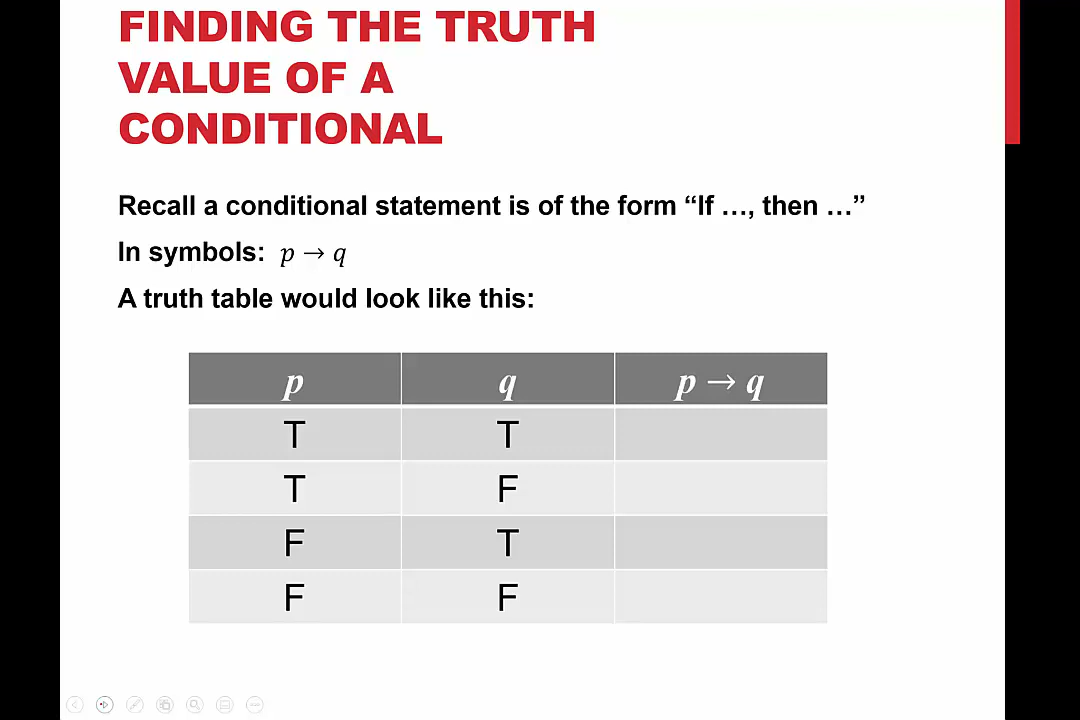 FINDING THE TRUTH
VALUE OF A
CONDITIONAL
Recall a conditional statement is of the form “If …, then …”
In symbols: p → q
A truth table would look like this:
p q p → q
T T
T F
F T
F F